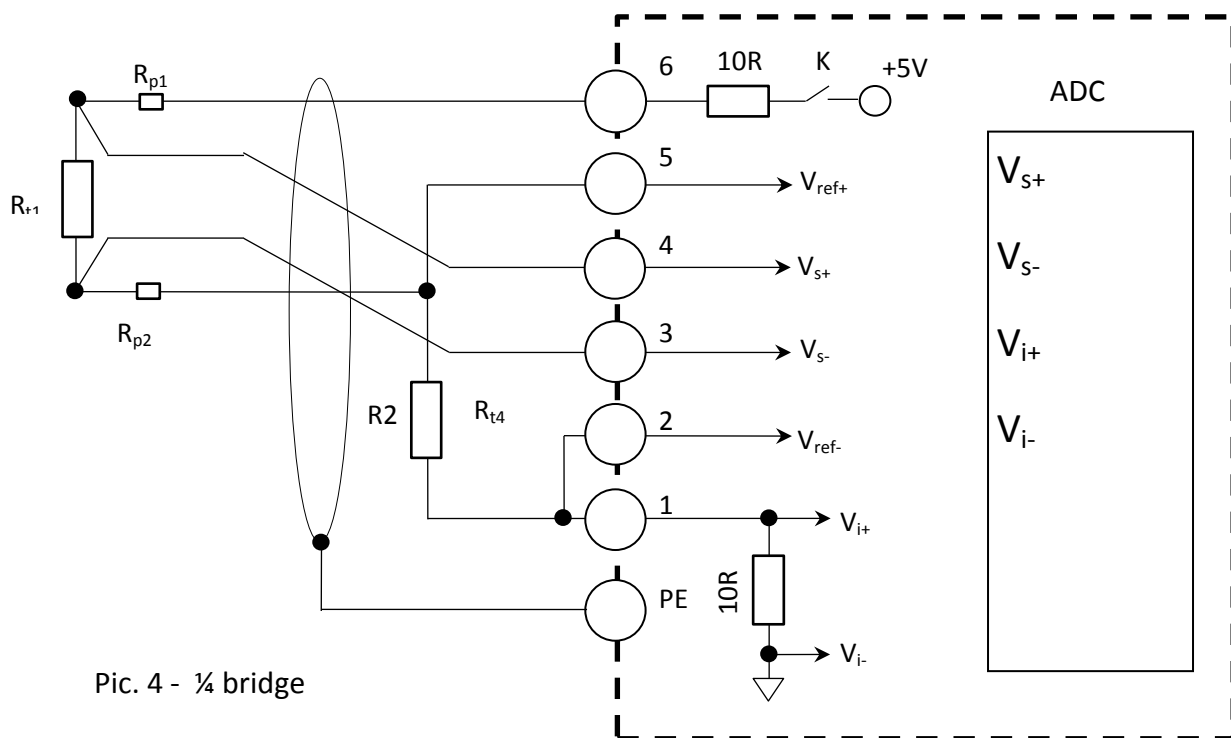 6
10R
K
+5V
ADC
Rp1
5
Vref+
Vs+
Rt1
4
Vs+
Vs-
Rp2
3
Vs-
Vi+
R2
Rt4
2
Vref-
Vi-
1
Vi+
10R
PE
Vi-
Pic. 4 - ¼ bridge